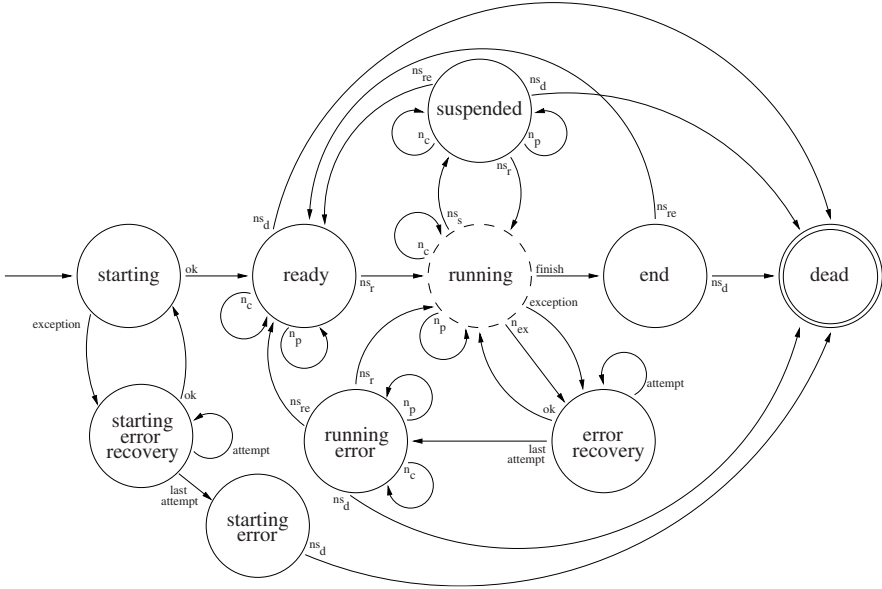 ns_re
ns_d
suspended
n_c
n_p
ns_r
ns_d
ns_s
n_c
ns_re
starting
ok
ready
ns_r
running
finish
end
ns_d
dead
exception
n_c
n_p
n_p
exception
n_ex
ok
starting
error
recovery
attempt
last
attempt
ns_re
ns_r
n_p
running
error
n_c
ns_d
ok
last
attempt
attempt
error
recovery
starting
error
ns_d